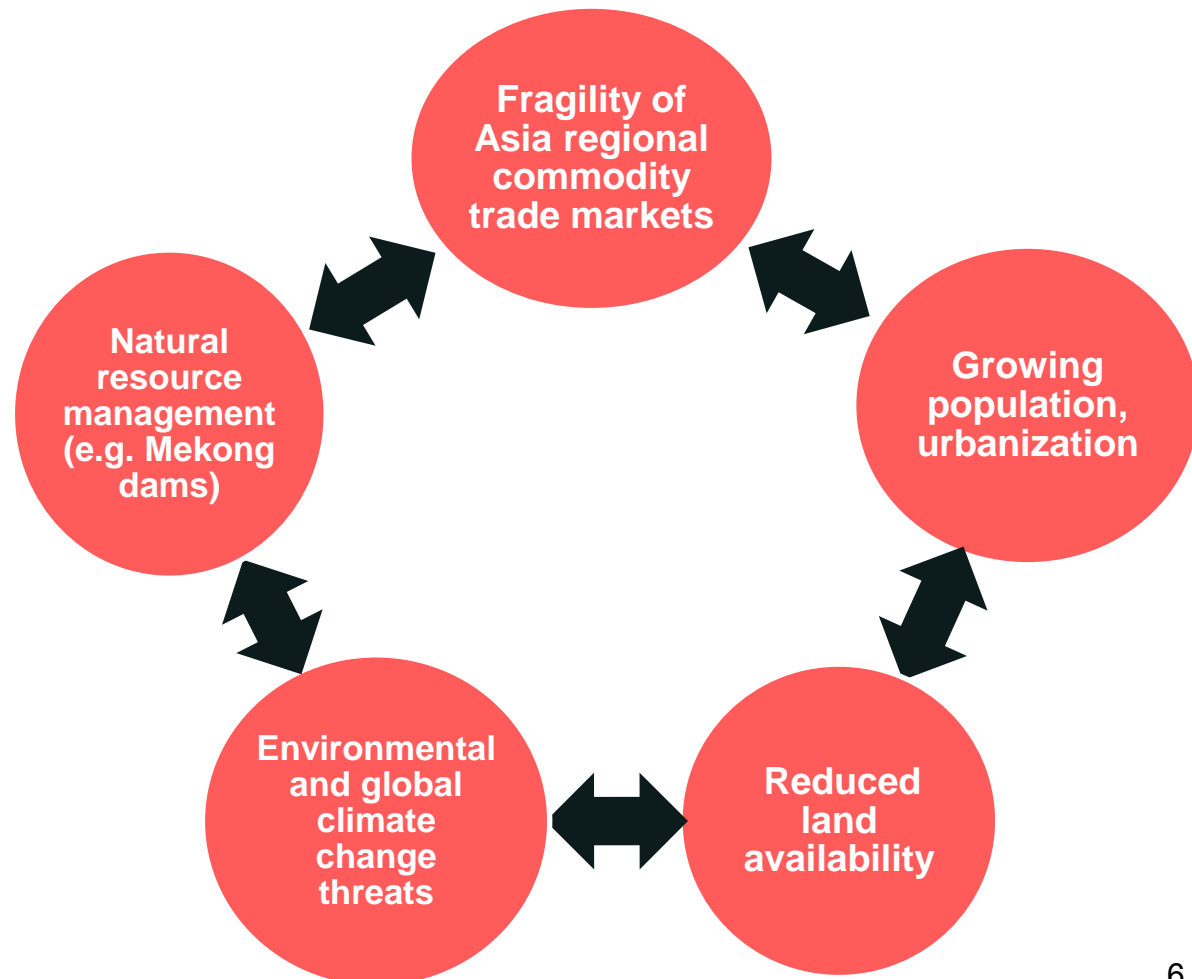 Fragility of
Asia regional
commodity
trade markets
Natural
resource
management
(e.g. Mekong
dams)
Growing
population,
urbanization
Environmental
and global
climate
change
threats
Reduced
land
availability
6